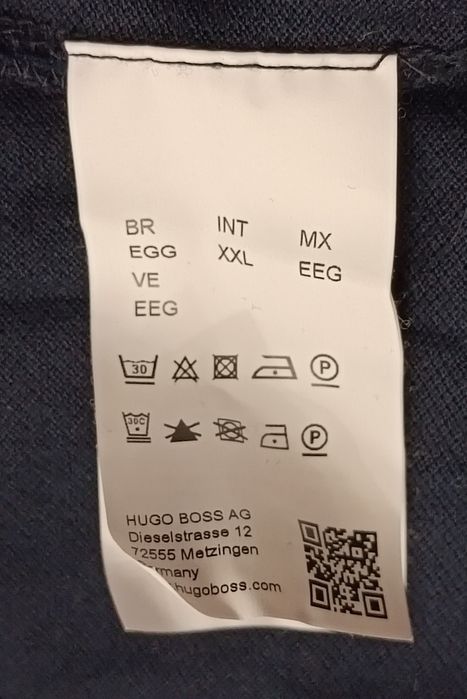 BR INT MX
EGG XXL EEG
VE
EEG
30 P
30C P
HUGO BOSS AG
Dieselstrasse 12
72555 Metzingen
hugoboss.com